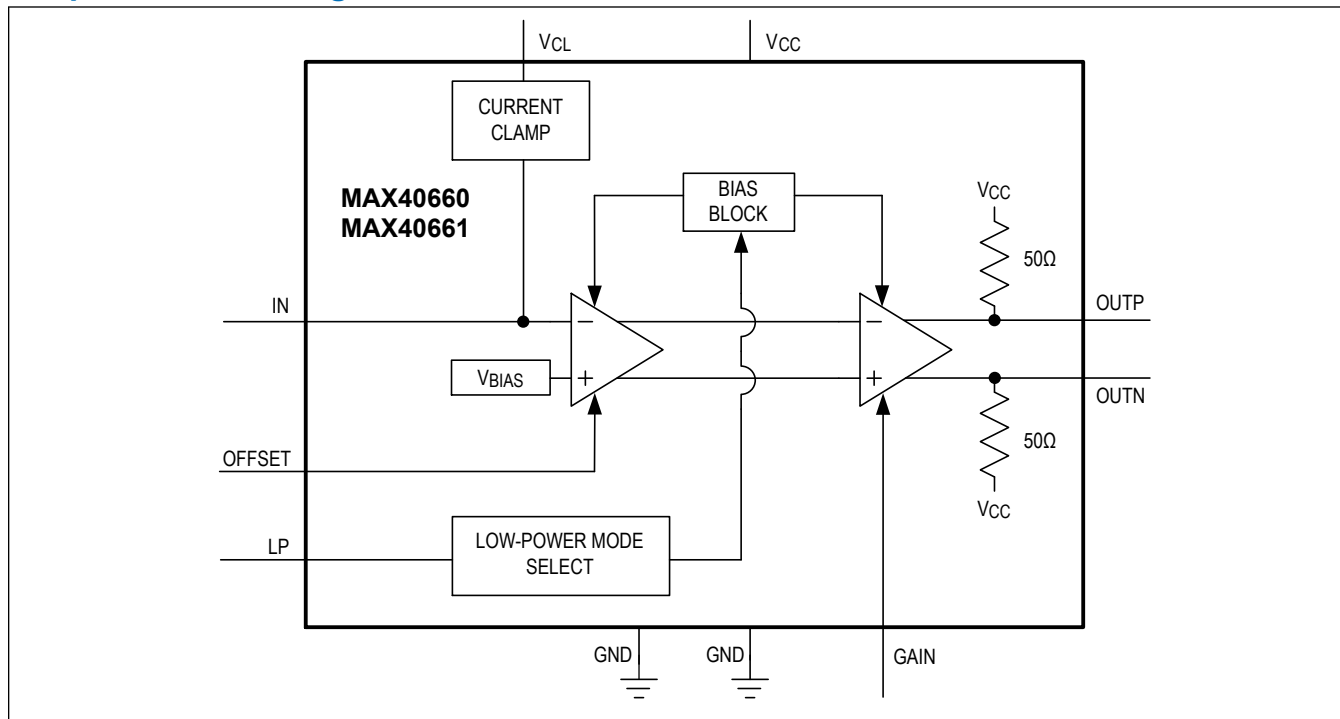 VCL
VCC
CURRENT
CLAMP
MAX40660
MAX40661
BIAS
BLOCK
VCC
50Ω
IN
−
−
OUTP
VBIAS
+
+
OUTN
50Ω
OFFSET
VCC
LP
LOW-POWER MODE
SELECT
GND
GND
GAIN